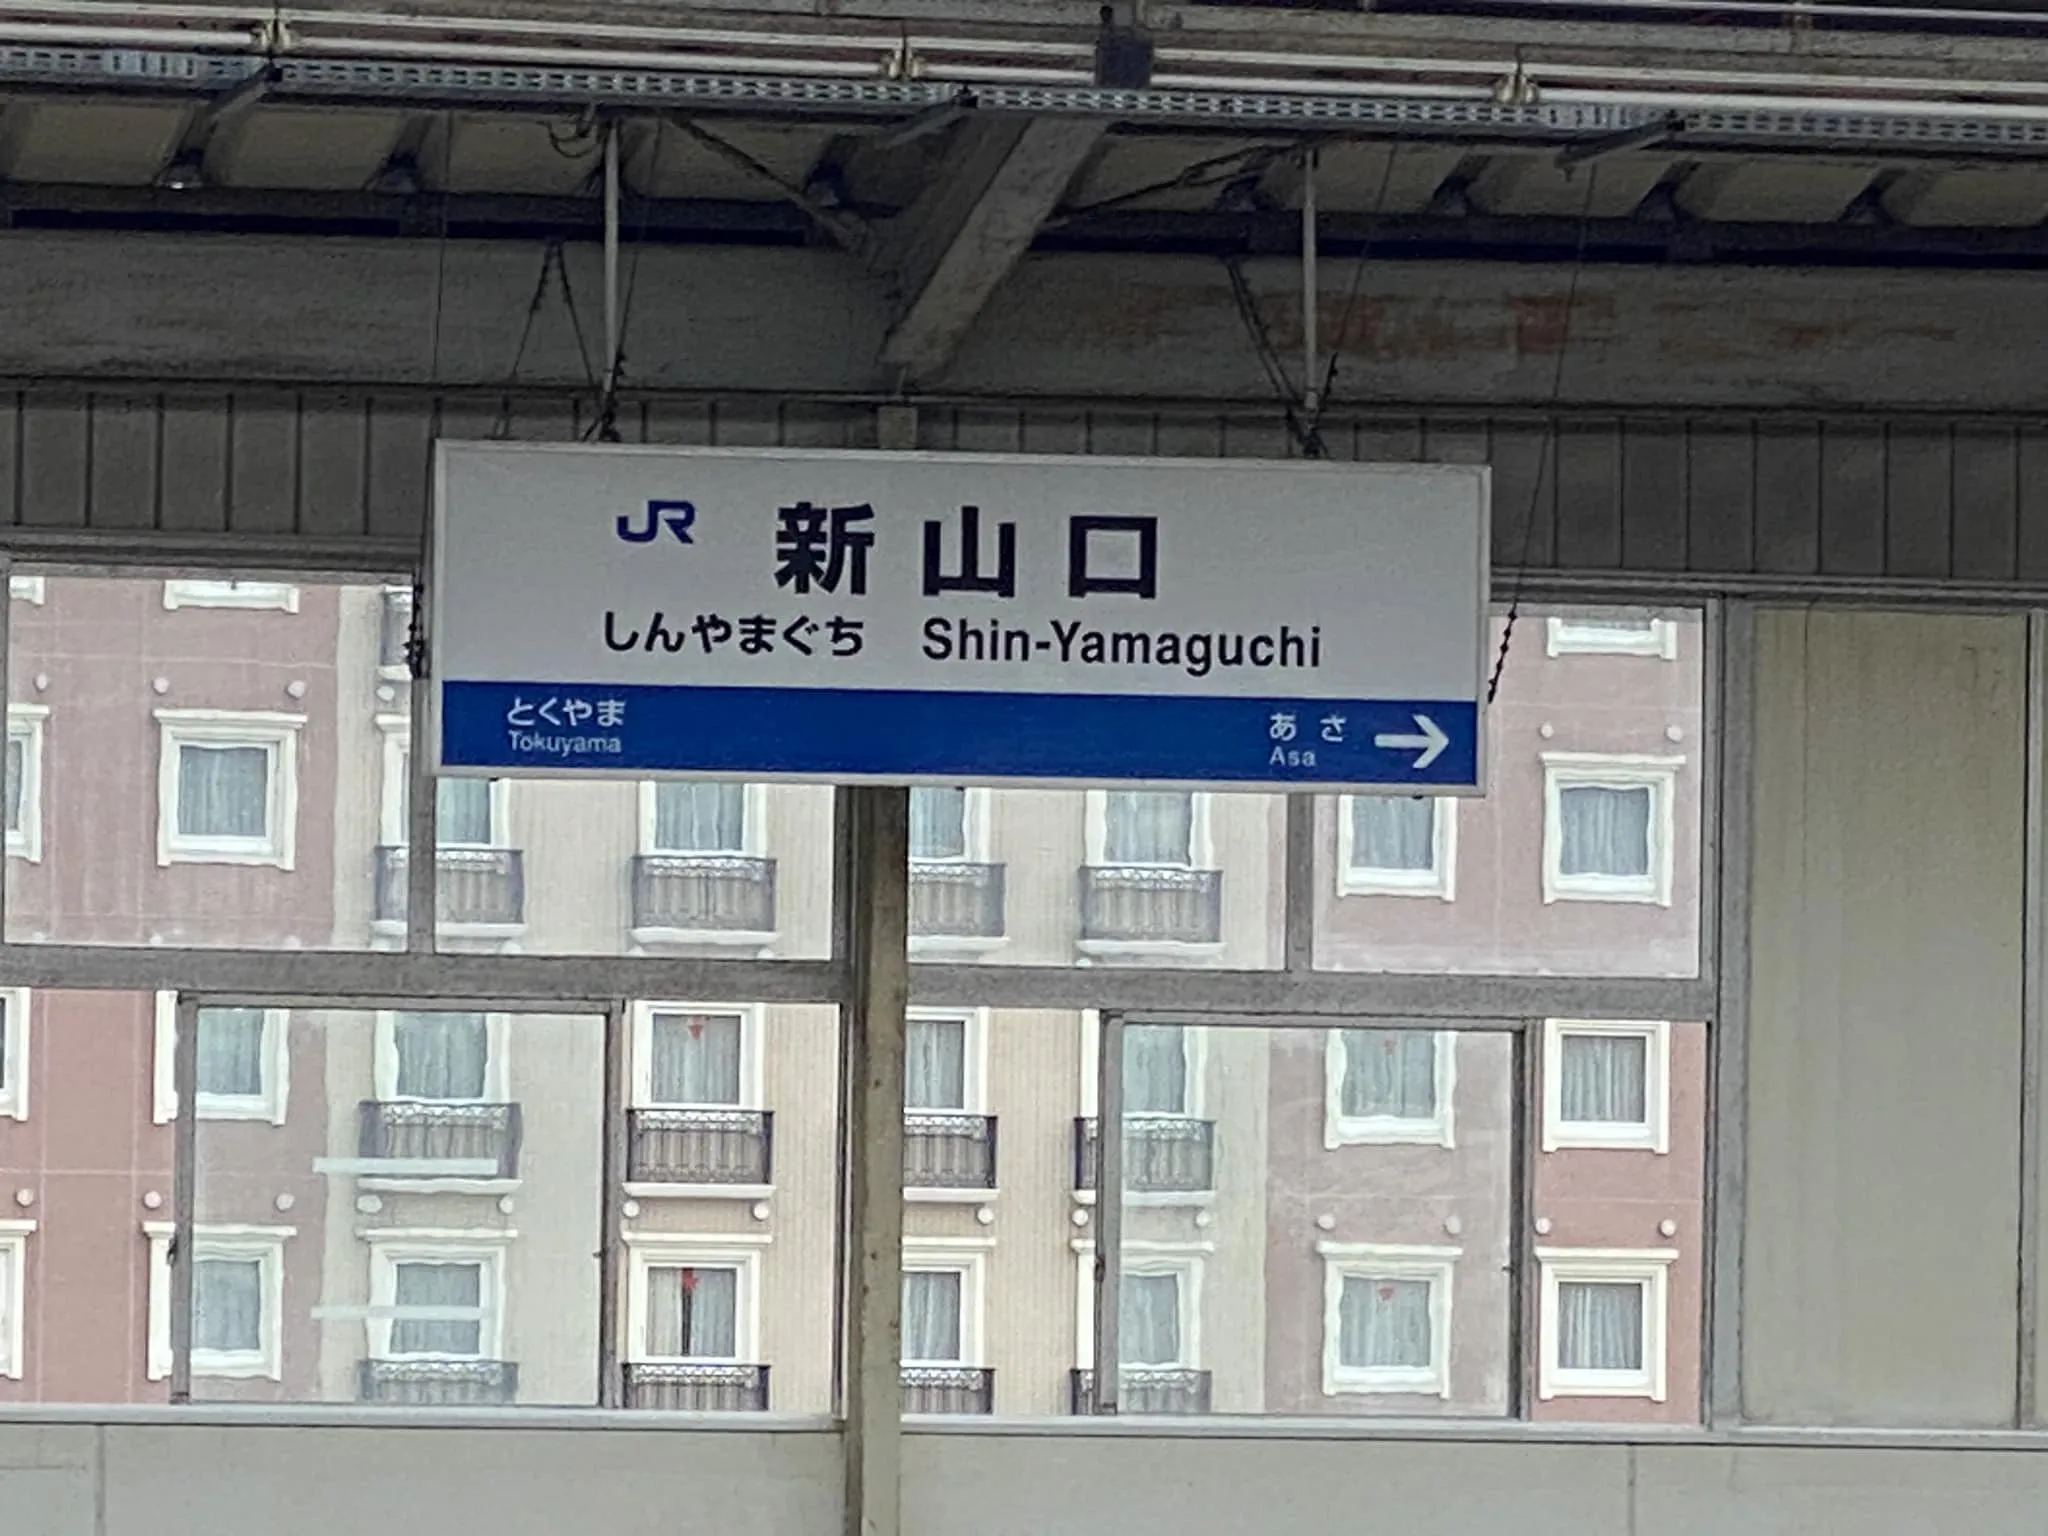 JR 新山口
しんやまぐち Shin-Yamaguchi
とくやま あさ →
Tokuyama Asa